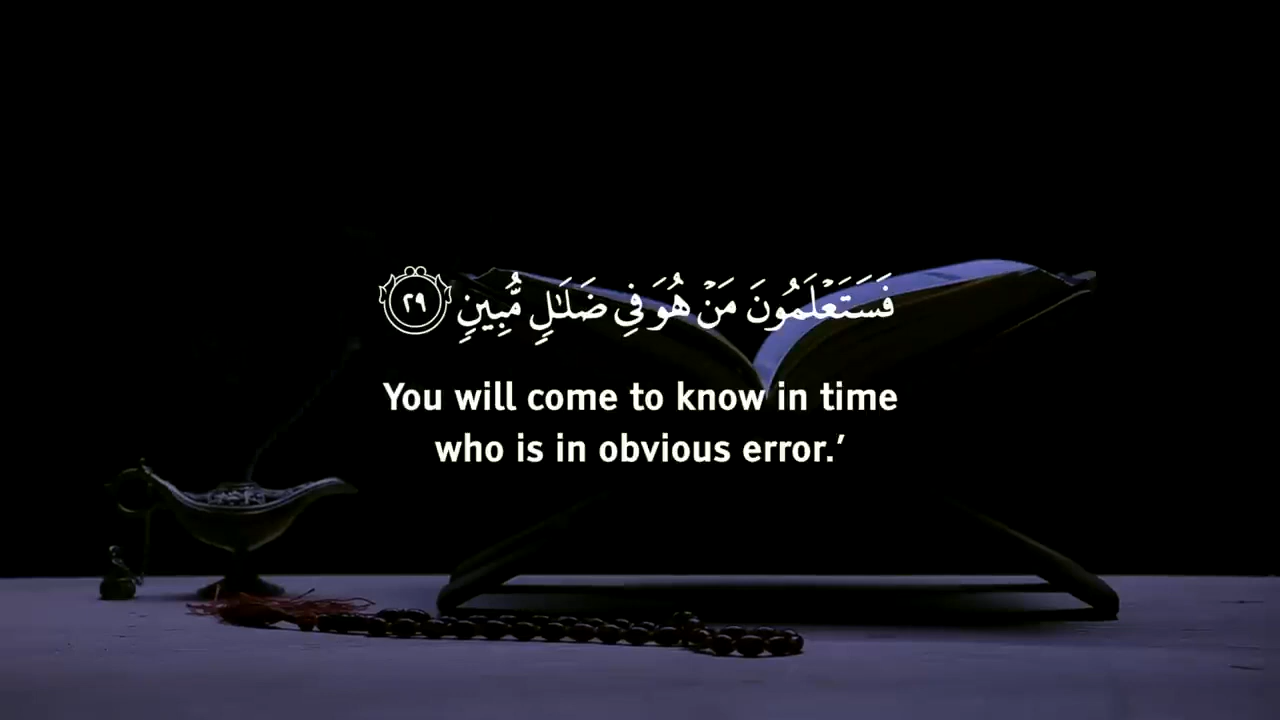 فَسَتَعْلَمُونَ مَنْ هُوَ فِي ضَلَٰلٍ مُّبِينٍ ٢٩
You will come to know in time
who is in obvious error.’